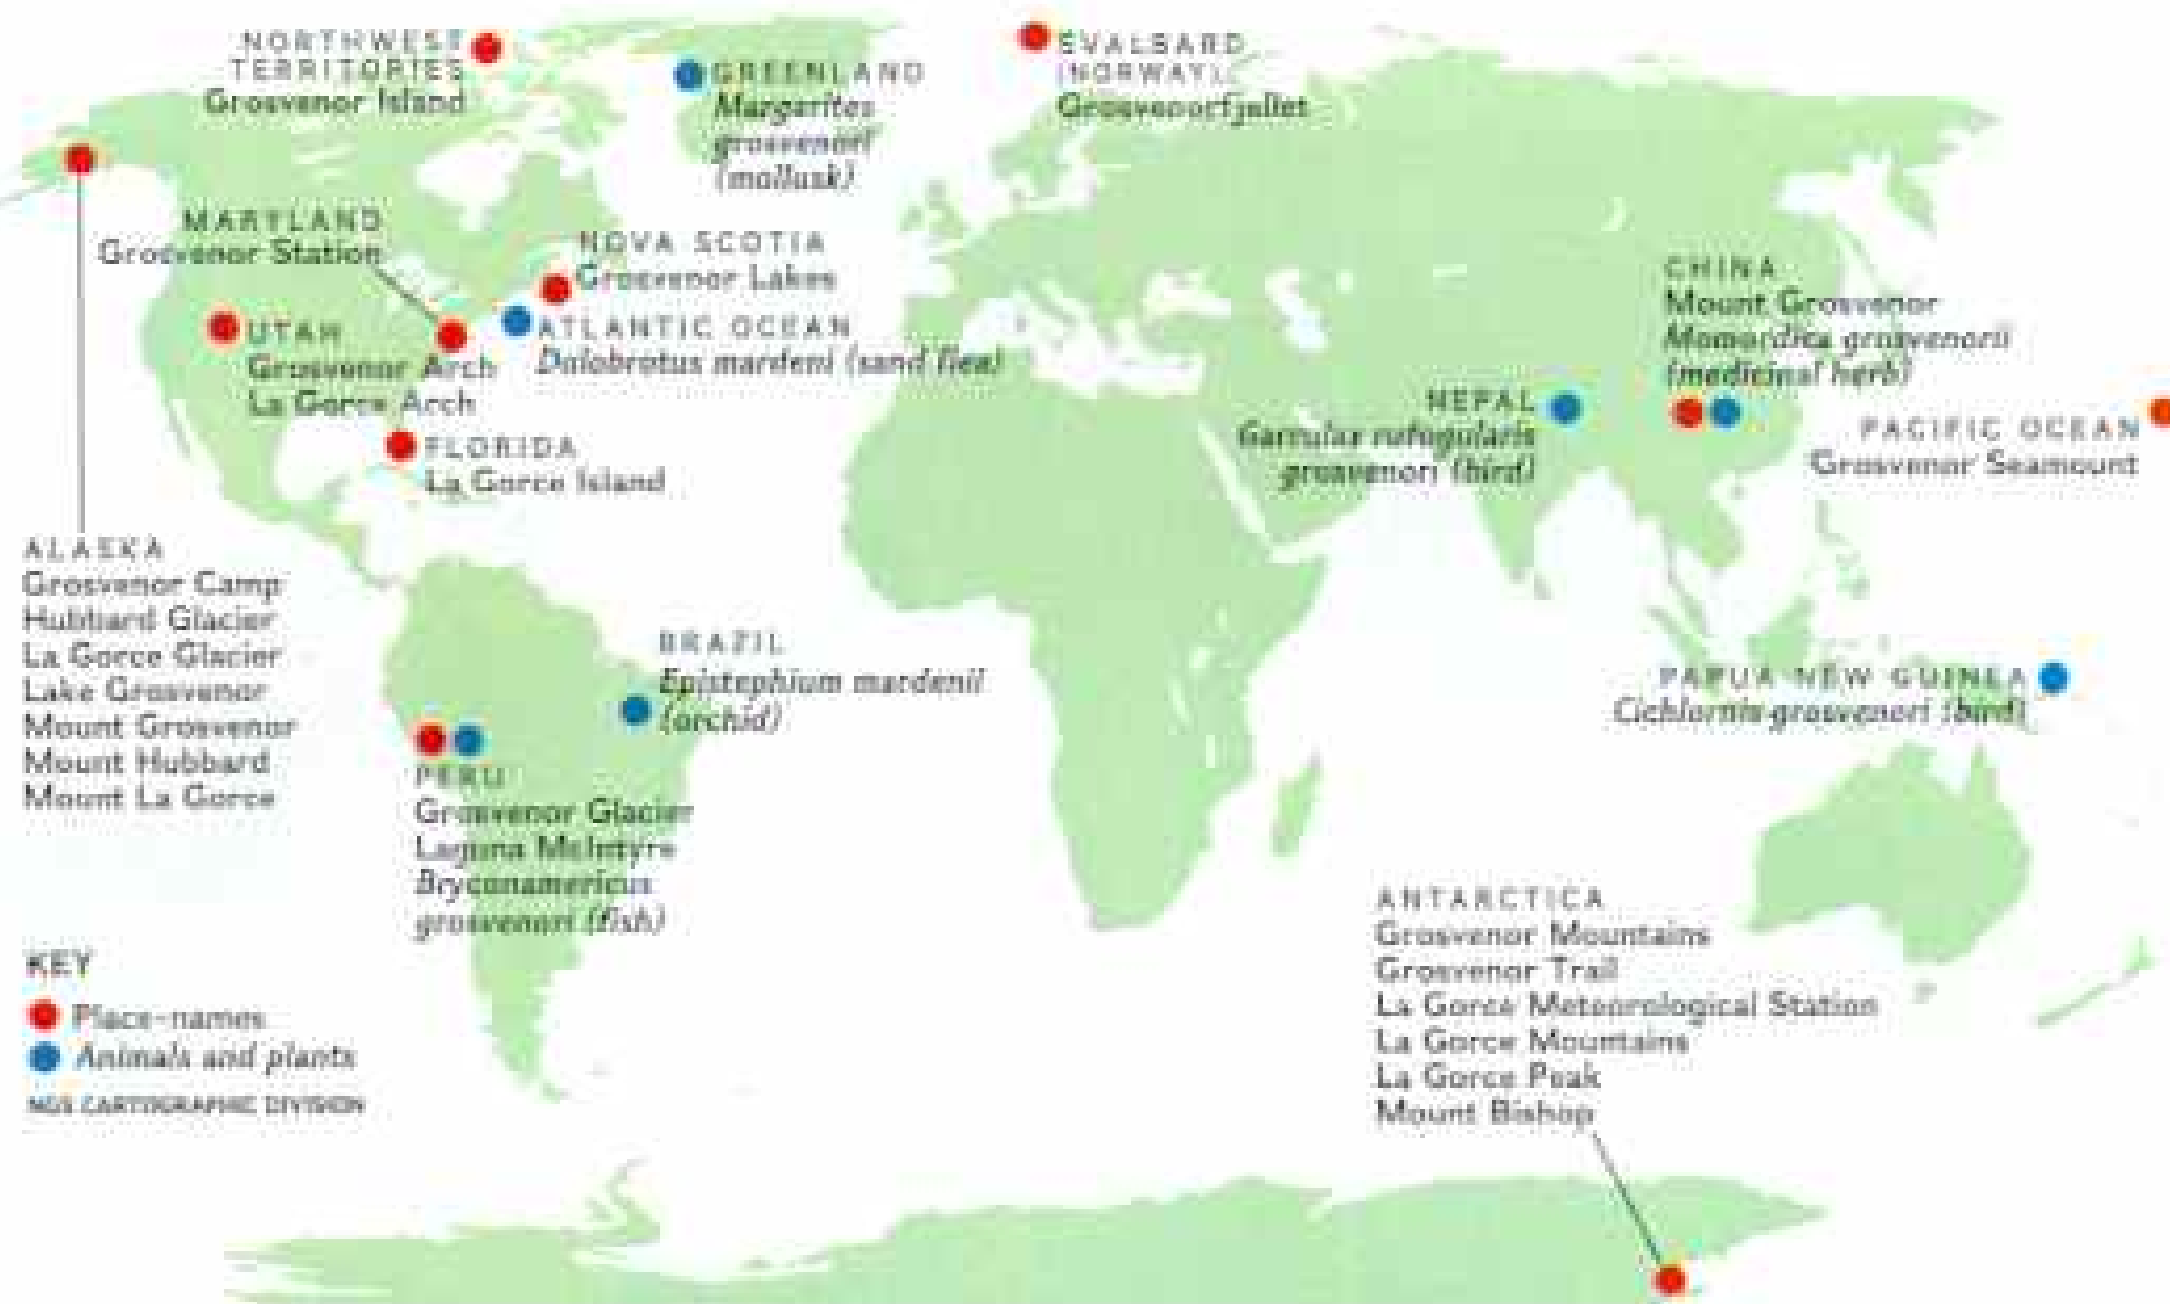 NORTHWEST
TERRITORIES
Grosvenor Island
GREENLAND
Margarites
grosvenori
(mollusk)
SVALBARD
(NORWAY)
Grosvenorfjellet
MARYLAND
Grosvenor Station
NOVA SCOTIA
Grosvenor Lakes
ATLANTIC OCEAN
Dolobrotus mardeni (sand flea)
UTAH
Grosvenor Arch
La Gorce Arch
FLORIDA
La Gorce Island
CHINA
Mount Grosvenor
Momordica grosvenorii
(medicinal herb)
NEPAL
Garrulax rufogularis
grosvenori (bird)
PACIFIC OCEAN
Grosvenor Seamount
ALASKA
Grosvenor Camp
Hubbard Glacier
La Gorce Glacier
Lake Grosvenor
Mount Grosvenor
Mount Hubbard
Mount La Gorce
BRAZIL
Epistephium mardenii
(orchid)
PAPUA NEW GUINEA
Cichlornis grosvenori (bird)
PERU
Grosvenor Glacier
Laguna McIntyre
Bryconamericus
grosvenori (fish)
ANTARCTICA
Grosvenor Mountains
Grosvenor Trail
La Gorce Meteorological Station
La Gorce Mountains
La Gorce Peak
Mount Bishop
KEY
Place-names
Animals and plants
NGS CARTOGRAPHIC DIVISION